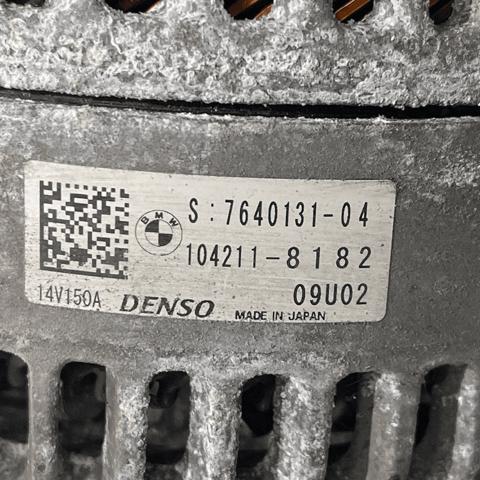 BMW
S:7640131-04
104211-8182
14V150A DENSO 09U02
MADE IN JAPAN